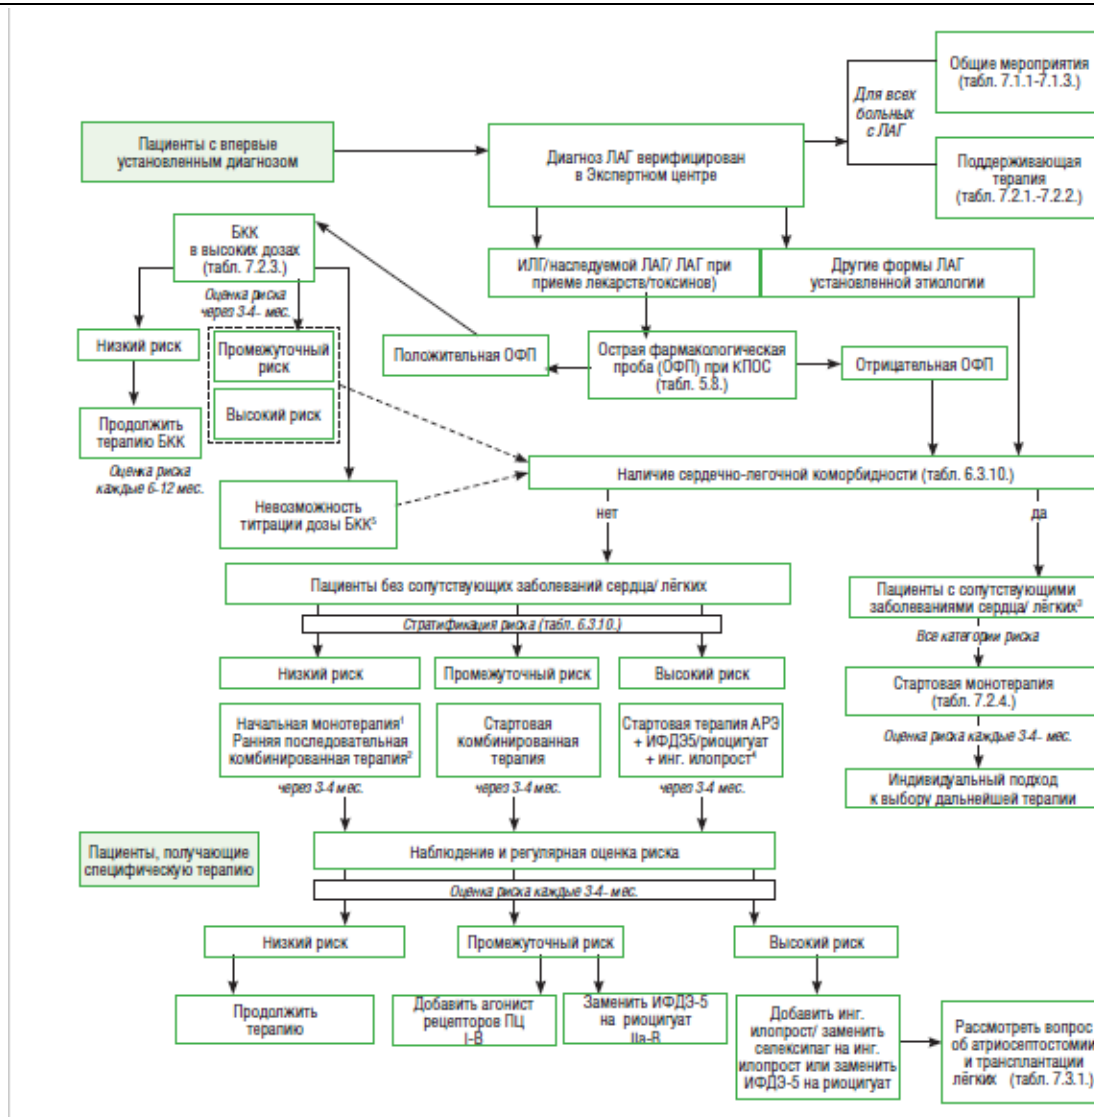 Общие мероприятия
(табл. 7.1.1-7.1.3.)
Для всех
больных
с ЛАГ
Пациенты с впервые
установленным диагнозом
Диагноз ЛАГ верифицирован
в Экспертном центре
Поддерживающая
терапия
(табл. 7.2.1.-7.2.2.)
БКК
в высоких дозах
(табл. 7.2.3.)
ИЛГ/наследуемой ЛАГ/ ЛАГ при
приеме лекарств/токсинов)
Другие формы ЛАГ
установленной этиологии
Оценка риска
через 3-4- мес.
Низкий риск
Промежуточный
риск
Высокий риск
Положительная ОФП
Острая фармакологическая
проба (ОФП) при КПОС
(табл. 5.8.)
Отрицательная ОФП
Продолжить
терапию БКК
Оценка риска
каждые 6-12 мес.
Наличие сердечно-легочной коморбидности (табл. 6.3.10.)
Невозможность
титрации дозы БКК⁵
нет
да
Пациенты без сопутствующих заболеваний сердца/ лёгких
Пациенты с сопутствующими
заболеваниями сердца/ лёгких³
Стратификация риска (табл. 6.3.10.)
Все категории риска
Низкий риск
Промежуточный риск
Высокий риск
Стартовая монотерапия
(табл. 7.2.4.)
Начальная монотерапия¹
Ранняя последовательная
комбинированная терапия²
Стартовая
комбинированная
терапия
Стартовая терапия АРЭ
+ ИФДЭ5/риоцигуат
+ инг. илопрост⁴
Оценка риска каждые 3-4- мес.
через 3-4 мес.
через 3-4 мес.
через 3-4 мес.
Индивидуальный подход
к выбору дальнейшей терапии
Пациенты, получающие
специфическую терапию
Наблюдение и регулярная оценка риска
Оценка риска каждые 3-4- мес.
Низкий риск
Промежуточный риск
Высокий риск
Продолжить
терапию
Добавить агонист
рецепторов ПЦ
I-B
Заменить ИФДЭ-5
на риоцигуат
IIa-B
Добавить инг.
илопрост/ заменить
селексипаг на инг.
илопрост или заменить
ИФДЭ-5 на риоцигуат
Рассмотреть вопрос
об атриосептостомии
и трансплантации
лёгких (табл. 7.3.1.)